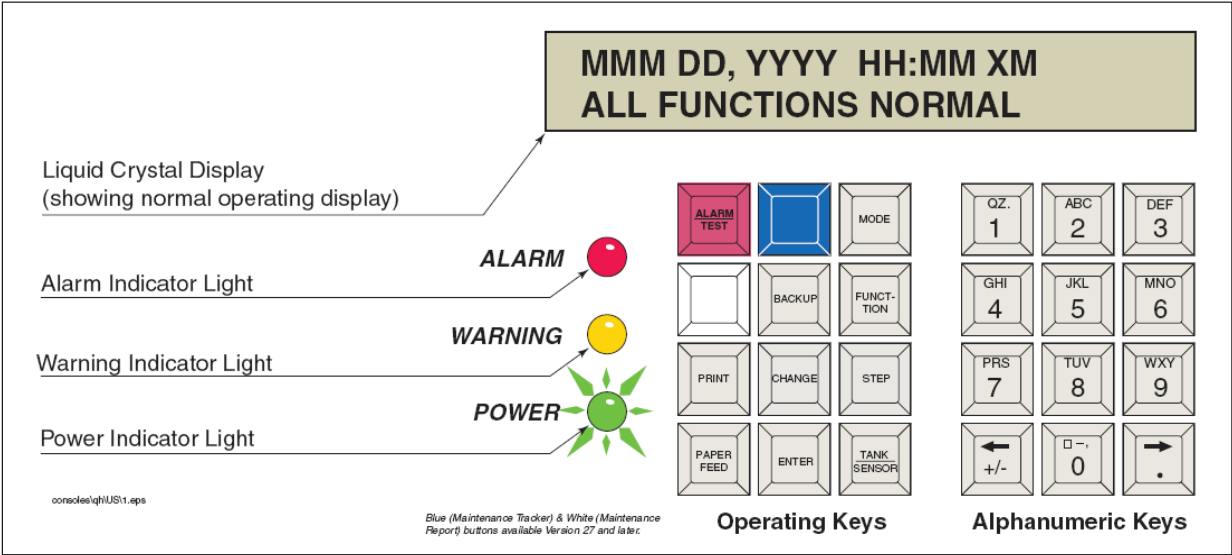 MMM DD, YYYY HH:MM XM
ALL FUNCTIONS NORMAL
Liquid Crystal Display
(showing normal operating display)
ALARM
Alarm Indicator Light
WARNING
Warning Indicator Light
POWER
Power Indicator Light
consoles\qh\US\1.eps
Blue (Maintenance Tracker) & White (Maintenance
Report) buttons available Version 27 and later.
ALARM
TEST
MODE
BACKUP
FUNCT-
TION
PRINT
CHANGE
STEP
PAPER
FEED
ENTER
TANK
SENSOR
Operating Keys
QZ.
1
ABC
2
DEF
3
GHI
4
JKL
5
MNO
6
PRS
7
TUV
8
WXY
9
←
+/-
□ –,
0
→
.
Alphanumeric Keys